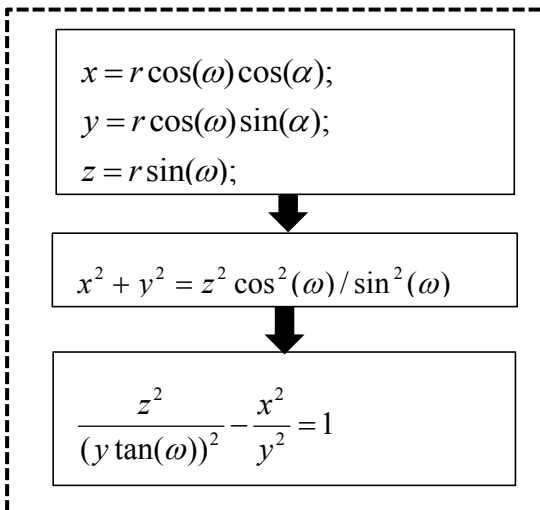 x = r cos(ω) cos(α);
y = r cos(ω) sin(α);
z = r sin(ω);
x² + y² = z² cos²(ω) / sin²(ω)
z² / (y tan(ω))² − x² / y² = 1